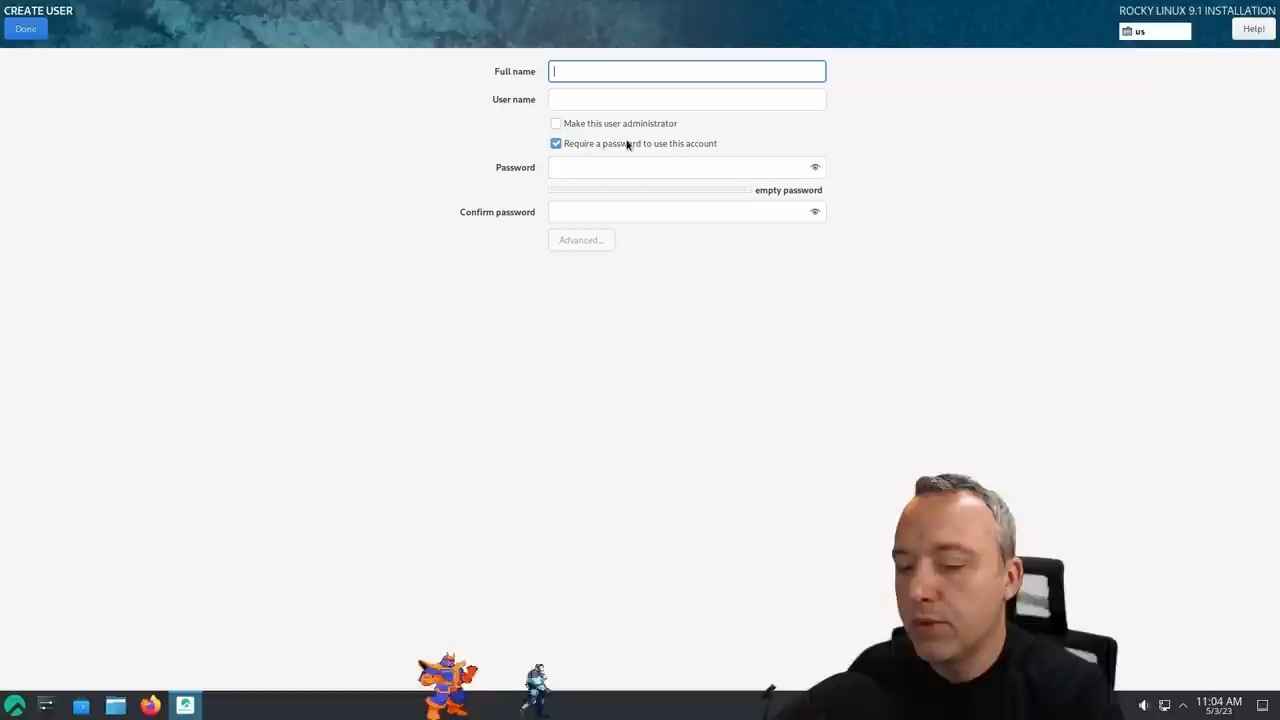 CREATE USER
ROCKY LINUX 9.1 INSTALLATION
Done
us
Help!
Full name
User name
Make this user administrator
Require a password to use this account
Password
empty password
Confirm password
Advanced...
11:04 AM
5/3/23